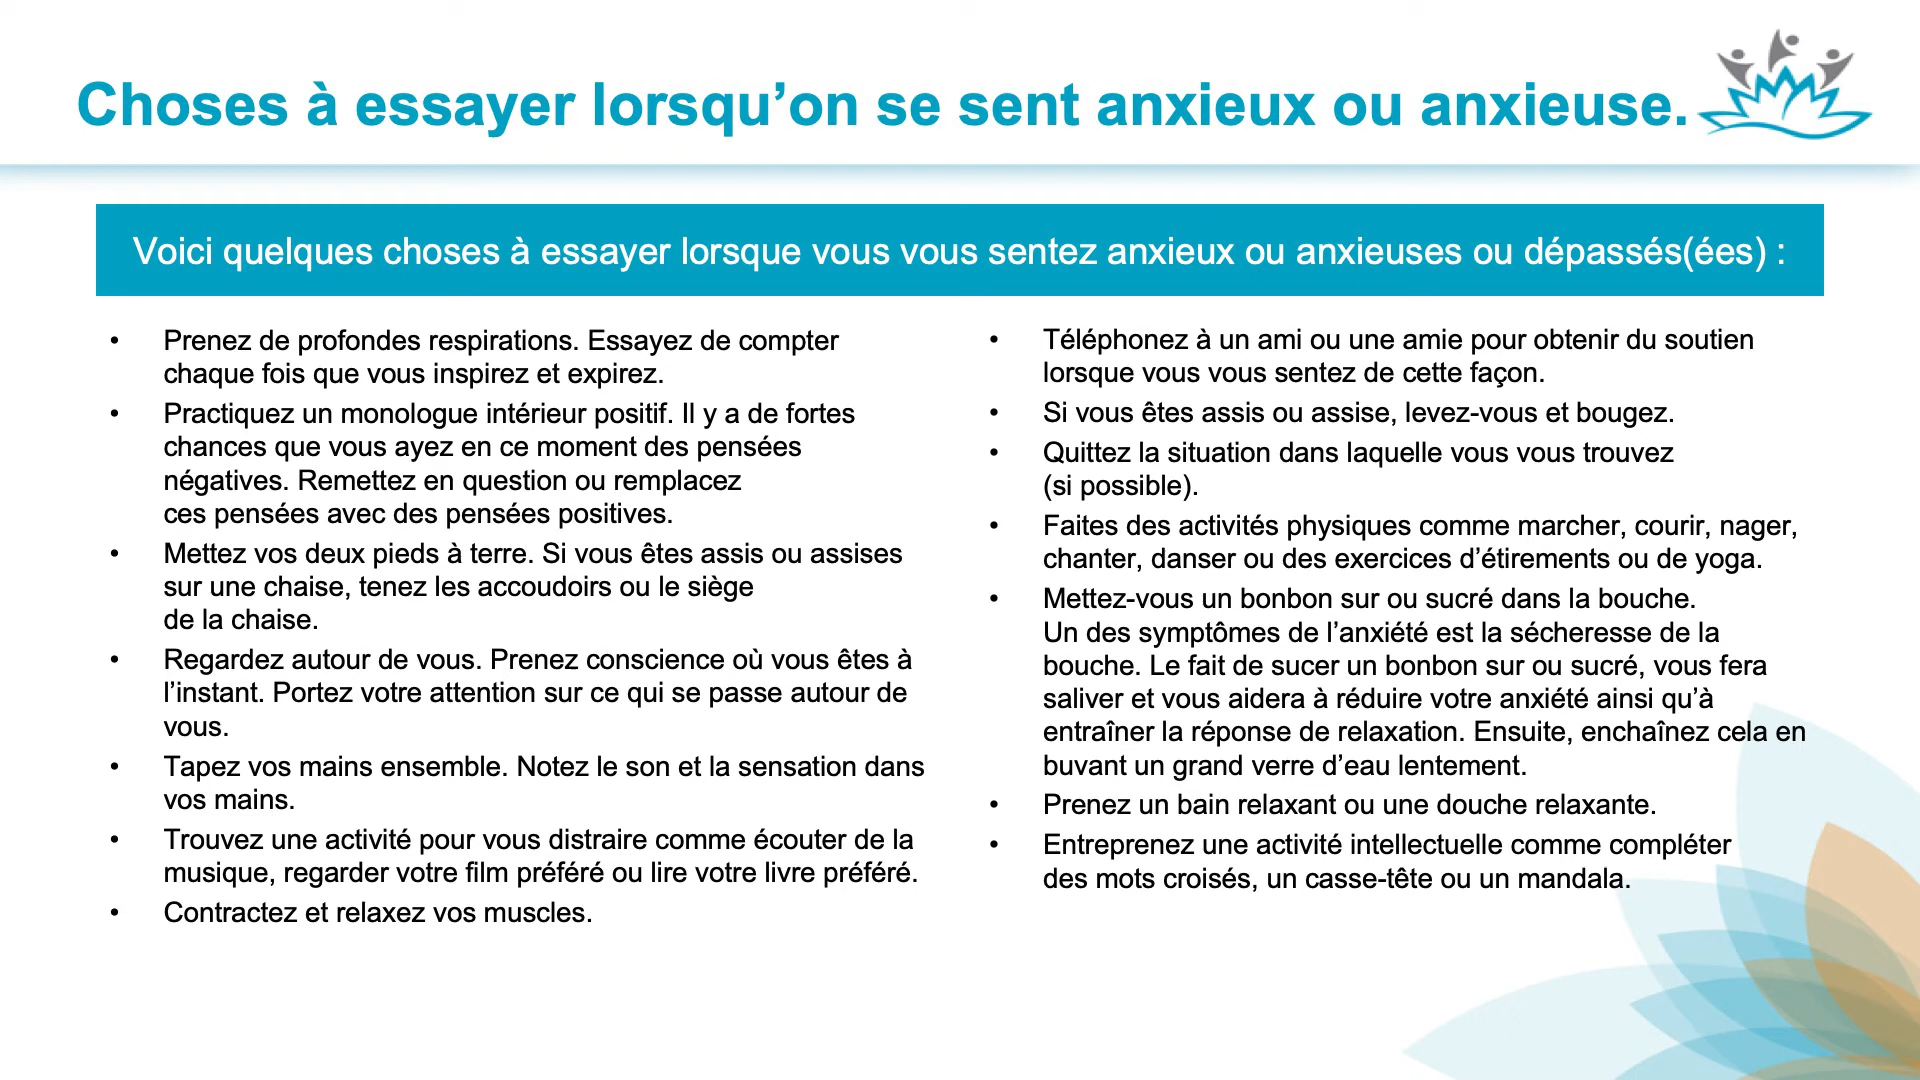 Choses à essayer lorsqu’on se sent anxieux ou anxieuse.
Voici quelques choses à essayer lorsque vous vous sentez anxieux ou anxieuses ou dépassés(ées) :
• Prenez de profondes respirations. Essayez de compter
chaque fois que vous inspirez et expirez.
• Practiquez un monologue intérieur positif. Il y a de fortes
chances que vous ayez en ce moment des pensées
négatives. Remettez en question ou remplacez
ces pensées avec des pensées positives.
• Mettez vos deux pieds à terre. Si vous êtes assis ou assises
sur une chaise, tenez les accoudoirs ou le siège
de la chaise.
• Regardez autour de vous. Prenez conscience où vous êtes à
l’instant. Portez votre attention sur ce qui se passe autour de
vous.
• Tapez vos mains ensemble. Notez le son et la sensation dans
vos mains.
• Trouvez une activité pour vous distraire comme écouter de la
musique, regarder votre film préféré ou lire votre livre préféré.
• Contractez et relaxez vos muscles.
• Téléphonez à un ami ou une amie pour obtenir du soutien
lorsque vous vous sentez de cette façon.
• Si vous êtes assis ou assise, levez-vous et bougez.
• Quittez la situation dans laquelle vous vous trouvez
(si possible).
• Faites des activités physiques comme marcher, courir, nager,
chanter, danser ou des exercices d’étirements ou de yoga.
• Mettez-vous un bonbon sur ou sucré dans la bouche.
Un des symptômes de l’anxiété est la sécheresse de la
bouche. Le fait de sucer un bonbon sur ou sucré, vous fera
saliver et vous aidera à réduire votre anxiété ainsi qu’à
entraîner la réponse de relaxation. Ensuite, enchaînez cela en
buvant un grand verre d’eau lentement.
• Prenez un bain relaxant ou une douche relaxante.
• Entreprenez une activité intellectuelle comme compléter
des mots croisés, un casse-tête ou un mandala.